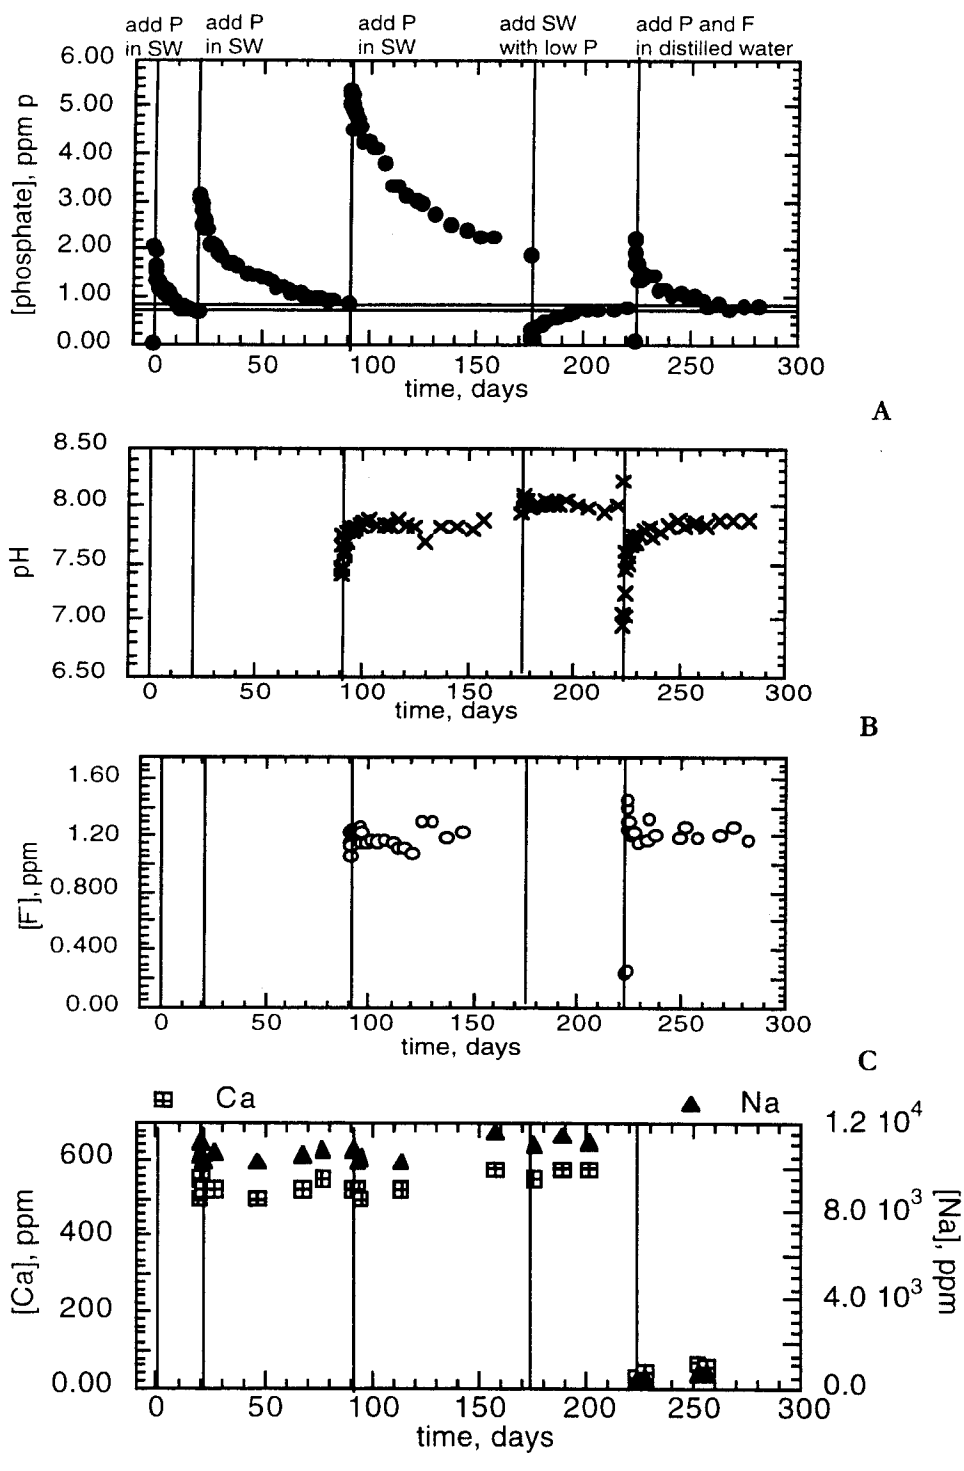 add P add P add P add SW add P and F
in SW in SW in SW with low P in distilled water
6.00
5.00
4.00
3.00
2.00
1.00
0.00
[phosphate], ppm p
0 50 100 150 200 250 300
time, days
A
8.50
8.00
7.50
7.00
6.50
pH
0 50 100 150 200 250 300
time, days
B
1.60
1.20
0.800
0.400
0.00
[F], ppm
0 50 100 150 200 250 300
time, days
C
Ca Na
600
400
200
0.00
[Ca], ppm
1.2 10⁴
8.0 10³
4.0 10³
0.0
[Na], ppm
0 50 100 150 200 250 300
time, days